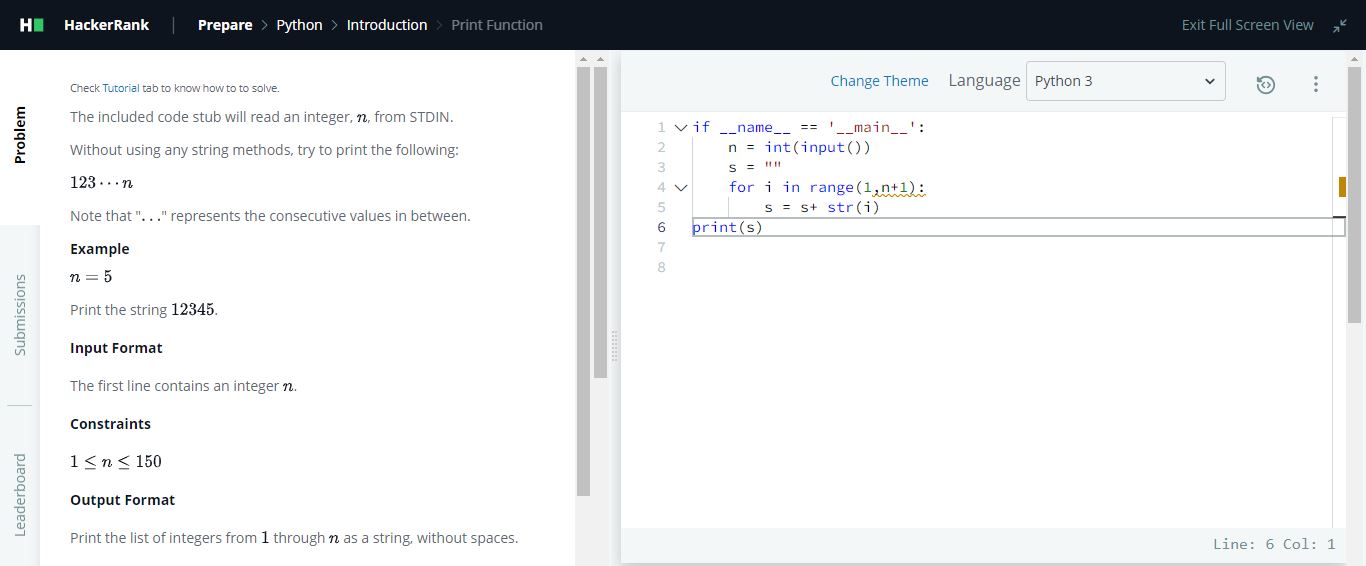 HackerRank | Prepare > Python > Introduction > Print Function
Exit Full Screen View
Problem
Submissions
Leaderboard
Check Tutorial tab to know how to to solve.
The included code stub will read an integer, n, from STDIN.
Without using any string methods, try to print the following:
123···n
Note that "..." represents the consecutive values in between.
Example
n = 5
Print the string 12345.
Input Format
The first line contains an integer n.
Constraints
1 ≤ n ≤ 150
Output Format
Print the list of integers from 1 through n as a string, without spaces.
Change Theme Language Python 3
1 if __name__ == '__main__':
2     n = int(input())
3     s = ""
4     for i in range(1,n+1):
5         s = s+ str(i)
6 print(s)
7
8
Line: 6 Col: 1